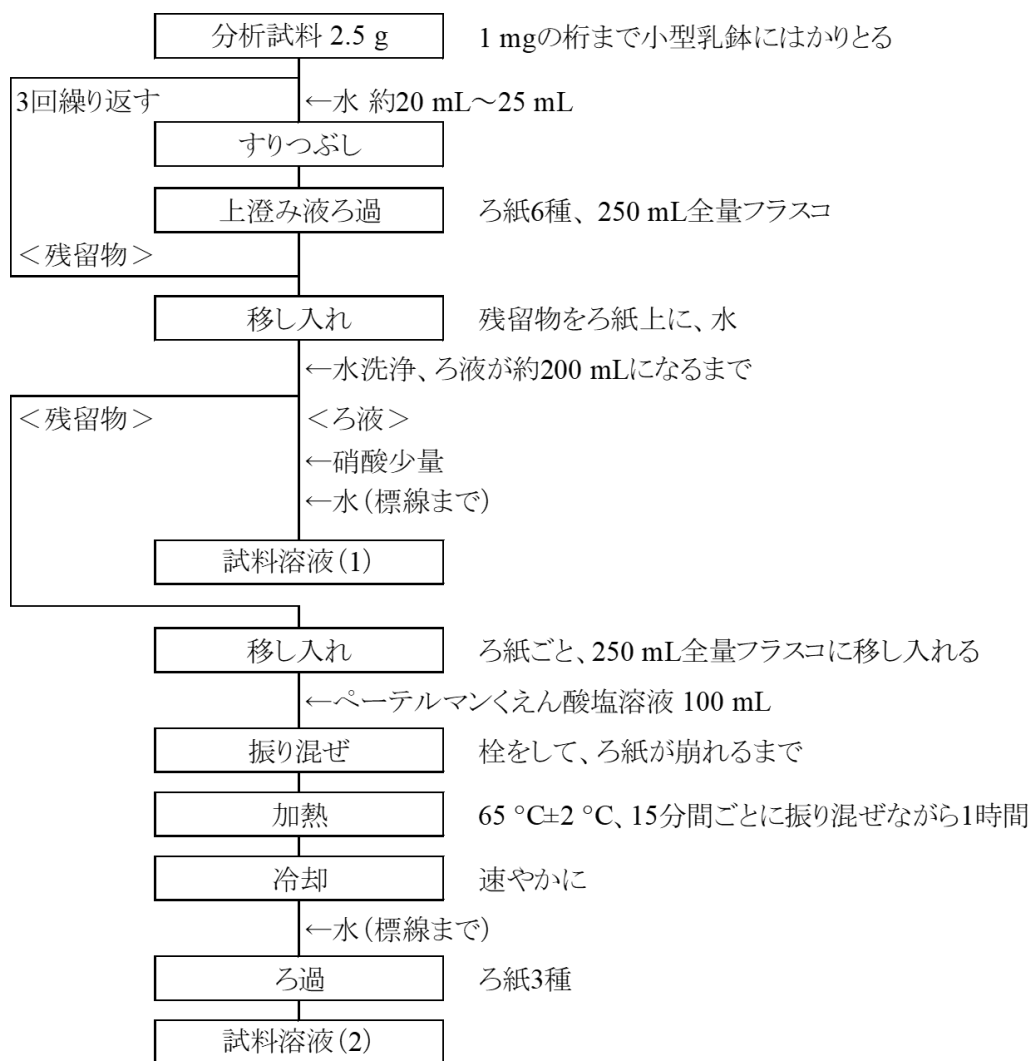 分析試料 2.5 g 1 mgの桁まで小型乳鉢にはかりとる
3回繰り返す ←水 約20 mL~25 mL
すりつぶし
上澄み液ろ過 ろ紙6種、 250 mL全量フラスコ
<残留物>
移し入れ 残留物をろ紙上に、水
←水洗浄、ろ液が約200 mLになるまで
<残留物> <ろ液>
←硝酸少量
←水(標線まで)
試料溶液(1)
移し入れ ろ紙ごと、250 mL全量フラスコに移し入れる
←ペーテルマンくえん酸塩溶液 100 mL
振り混ぜ 栓をして、ろ紙が崩れるまで
加熱 65 °C±2 °C、15分間ごとに振り混ぜながら1時間
冷却 速やかに
←水(標線まで)
ろ過 ろ紙3種
試料溶液(2)